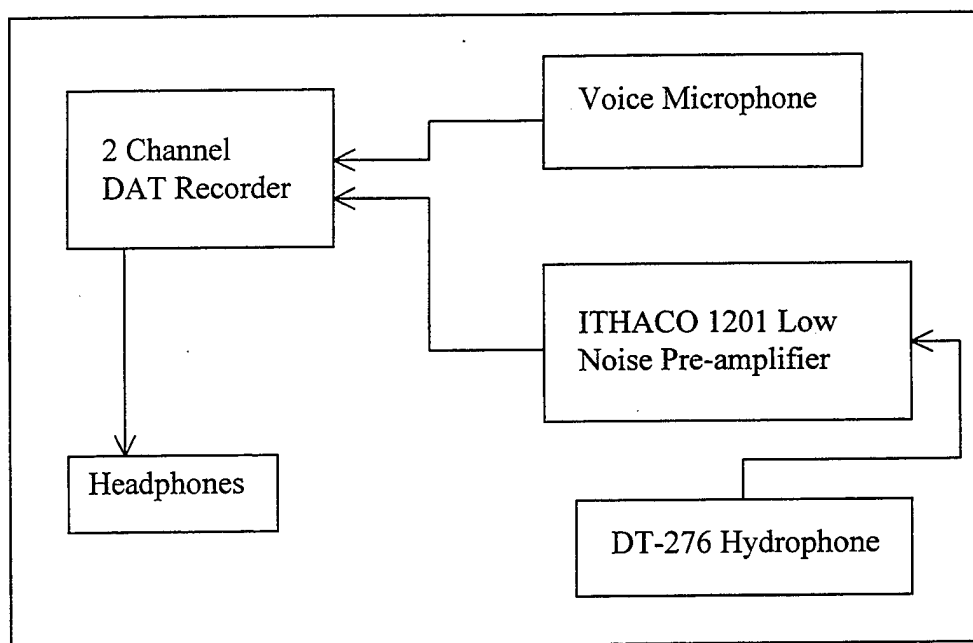 Voice Microphone
2 Channel
DAT Recorder
ITHACO 1201 Low
Noise Pre-amplifier
Headphones
DT-276 Hydrophone